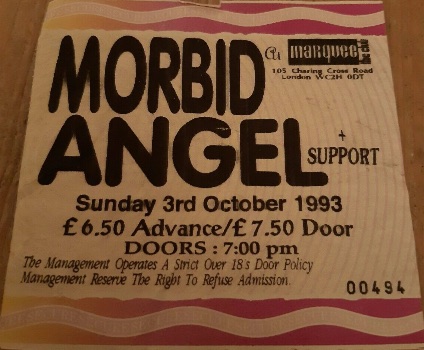 MORBID
At marquee
105 Charing Cross Road
London WC2H 0DT
ANGEL
+
SUPPORT
Sunday 3rd October 1993
£6.50 Advance/£7.50 Door
DOORS : 7:00 pm
The Management Operates A Strict Over 18's Door Policy
Management Reserve The Right To Refuse Admission.
00494